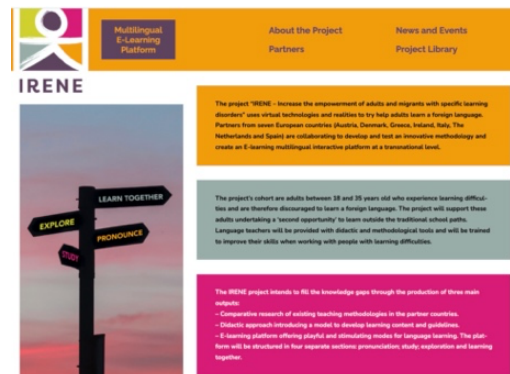 Multilingual
E-Learning
Platform
About the Project
News and Events
Partners
Project Library
IRENE
LEARN TOGETHER
EXPLORE
PRONOUNCE
STUDY
The project "IRENE – Increase the empowerment of adults and migrants with specific learning
disorders" uses virtual technologies and realities to try help adults learn a foreign language.
Partners from seven European countries (Austria, Denmark, Greece, Ireland, Italy, The
Netherlands and Spain) are collaborating to develop and test an innovative methodology and
create an E-learning multilingual interactive platform at a transnational level.
The project's cohort are adults between 18 and 35 years old who experience learning difficul-
ties and are therefore discouraged to learn a foreign language. The project will support these
adults undertaking a 'second opportunity' to learn outside the traditional school paths.
Language teachers will be provided with didactic and methodological tools and will be trained
to improve their skills when working with people with learning difficulties.
The IRENE project intends to fill the knowledge gaps through the production of three main
outputs:
– Comparative research of existing teaching methodologies in the partner countries.
– Didactic approach introducing a model to develop learning content and guidelines.
– E-learning platform offering playful and stimulating modes for language learning. The plat-
form will be structured in four separate sections: pronunciation; study; exploration and learning
together.